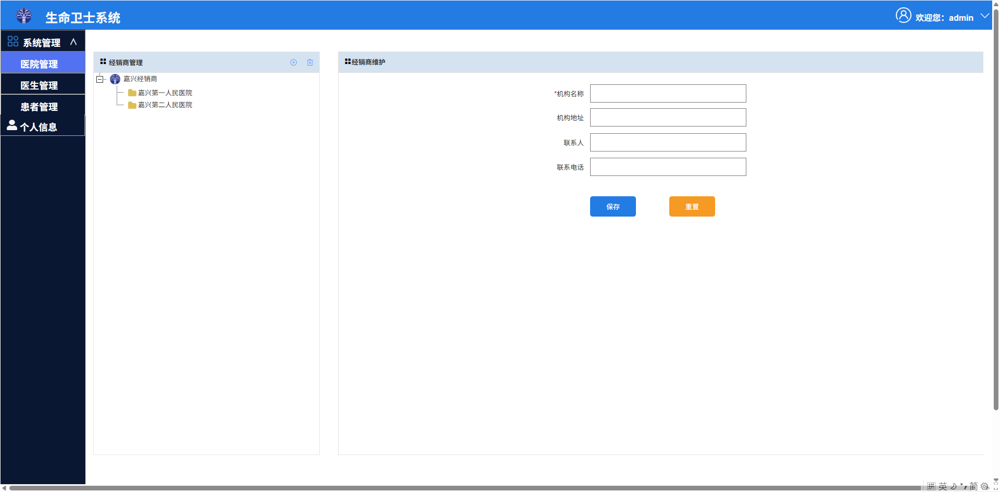 生命卫士系统
欢迎您：admin
系统管理
医院管理
医生管理
患者管理
个人信息
经销商管理
嘉兴经销商
嘉兴第一人民医院
嘉兴第二人民医院
经销商维护
*机构名称
机构地址
联系人
联系电话
保存
重置
拼 英 简